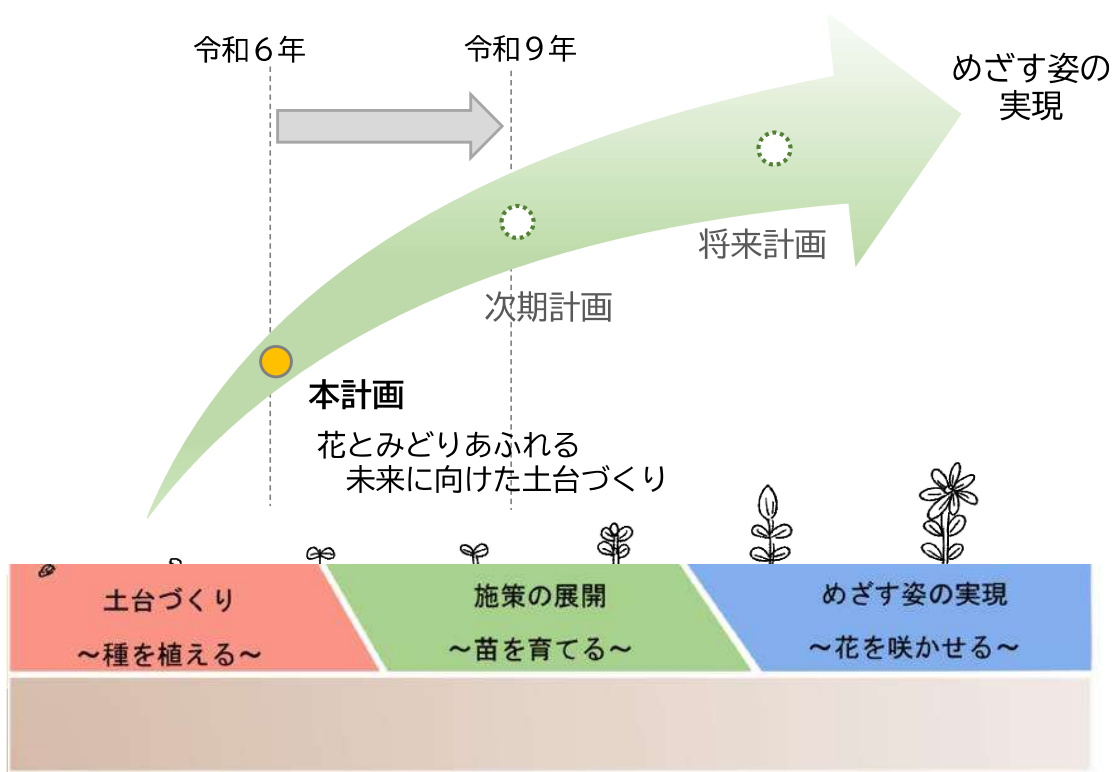 令和６年
令和９年
めざす姿の
実現
将来計画
次期計画
本計画
花とみどりあふれる
未来に向けた土台づくり
土台づくり
～種を植える～
施策の展開
～苗を育てる～
めざす姿の実現
～花を咲かせる～